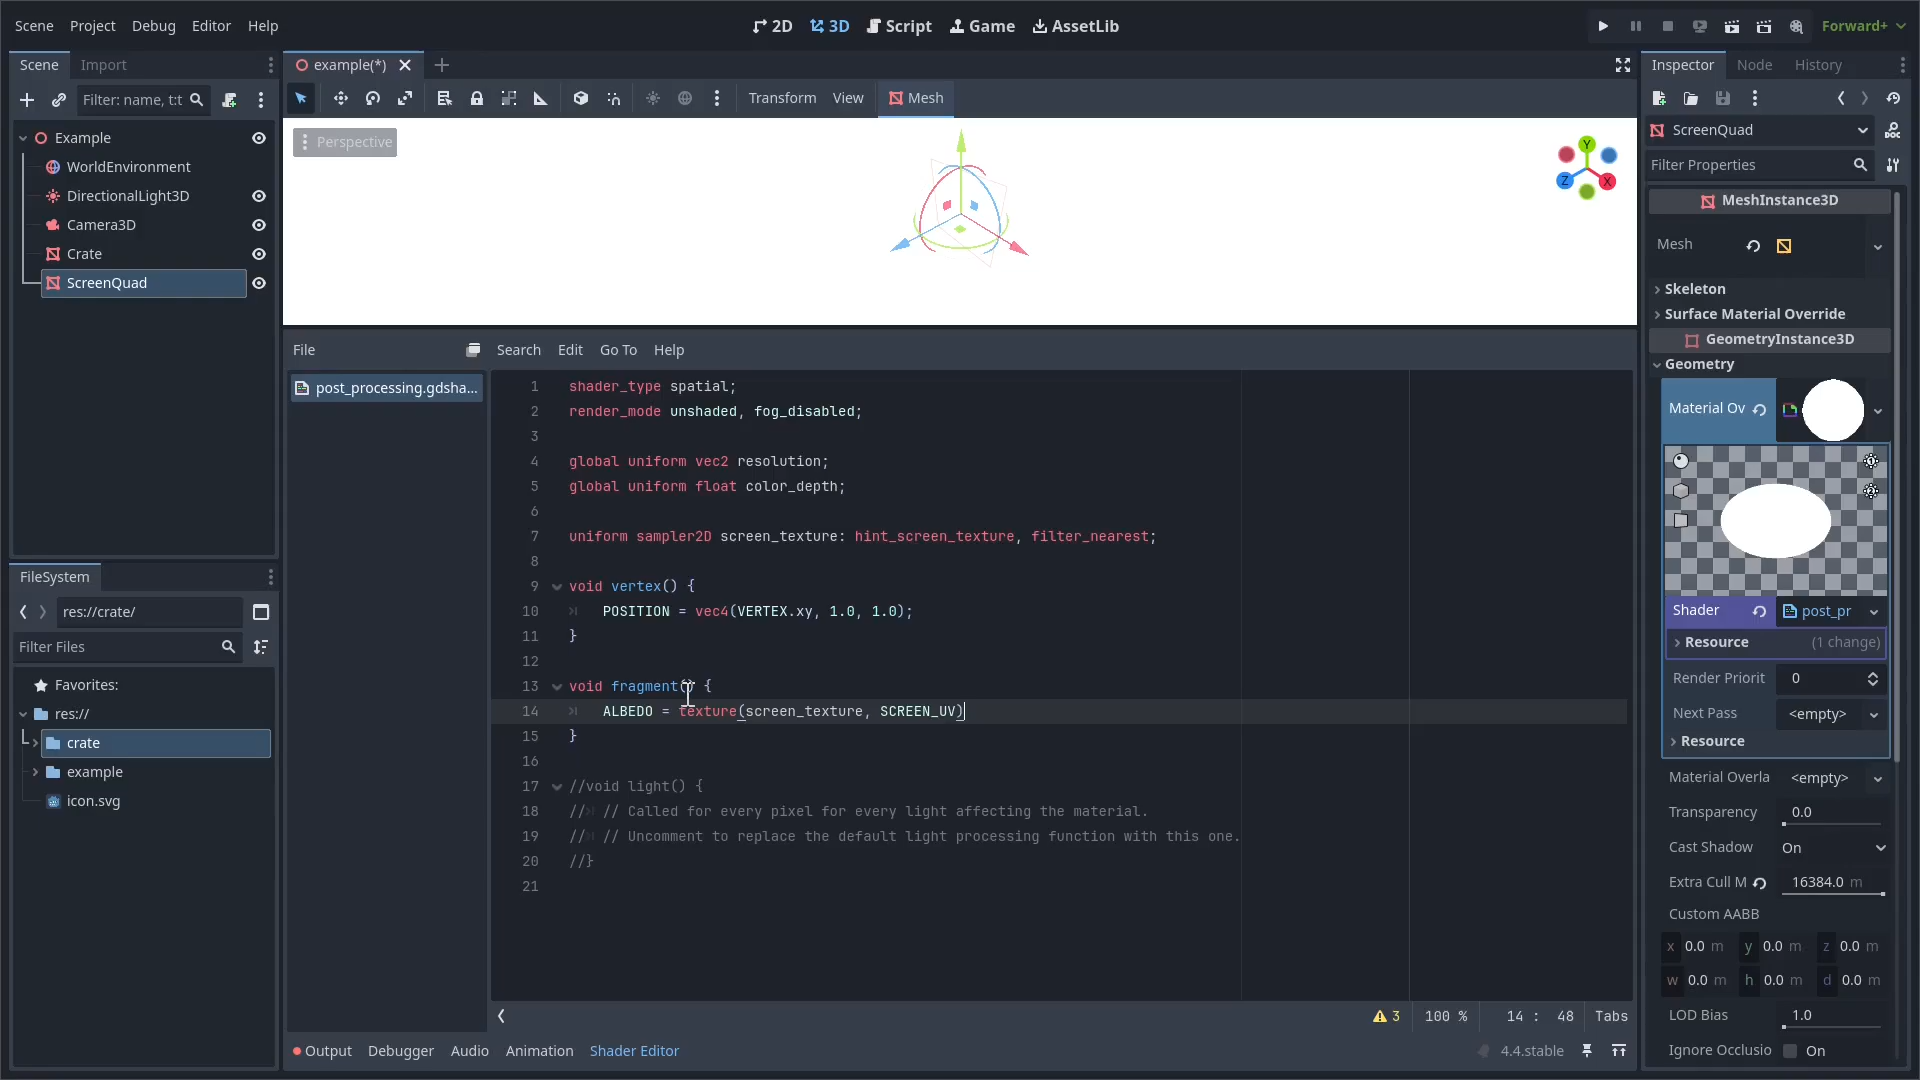 Scene Project Debug Editor Help
2D 3D Script Game AssetLib
Forward+
Scene Import
Filter: name, t:t
Example
WorldEnvironment
DirectionalLight3D
Camera3D
Crate
ScreenQuad
FileSystem
res://crate/
Filter Files
Favorites:
res://
crate
example
icon.svg
example(*)
Transform View Mesh
Perspective
Y
Z
X
File Search Edit Go To Help
post_processing.gdsha...
1 shader_type spatial;
2 render_mode unshaded, fog_disabled;
3
4 global uniform vec2 resolution;
5 global uniform float color_depth;
6
7 uniform sampler2D screen_texture: hint_screen_texture, filter_nearest;
8
9 void vertex() {
10 POSITION = vec4(VERTEX.xy, 1.0, 1.0);
11 }
12
13 void fragment() {
14 ALBEDO = texture(screen_texture, SCREEN_UV)
15 }
16
17 //void light() {
18 // // Called for every pixel for every light affecting the material.
19 // // Uncomment to replace the default light processing function with this one.
20 //}
21
3 100 % 14 : 48 Tabs
Output Debugger Audio Animation Shader Editor 4.4.stable
Inspector Node History
ScreenQuad
DOC
Filter Properties
MeshInstance3D
Mesh
Skeleton
Surface Material Override
GeometryInstance3D
Geometry
Material Ov
Shader post_pr
Resource (1 change)
Render Priorit 0
Next Pass <empty>
Resource
Material Overla <empty>
Transparency 0.0
Cast Shadow On
Extra Cull M 16384.0 m
Custom AABB
x 0.0 m y 0.0 m z 0.0 m
w 0.0 m h 0.0 m d 0.0 m
LOD Bias 1.0
Ignore Occlusio On